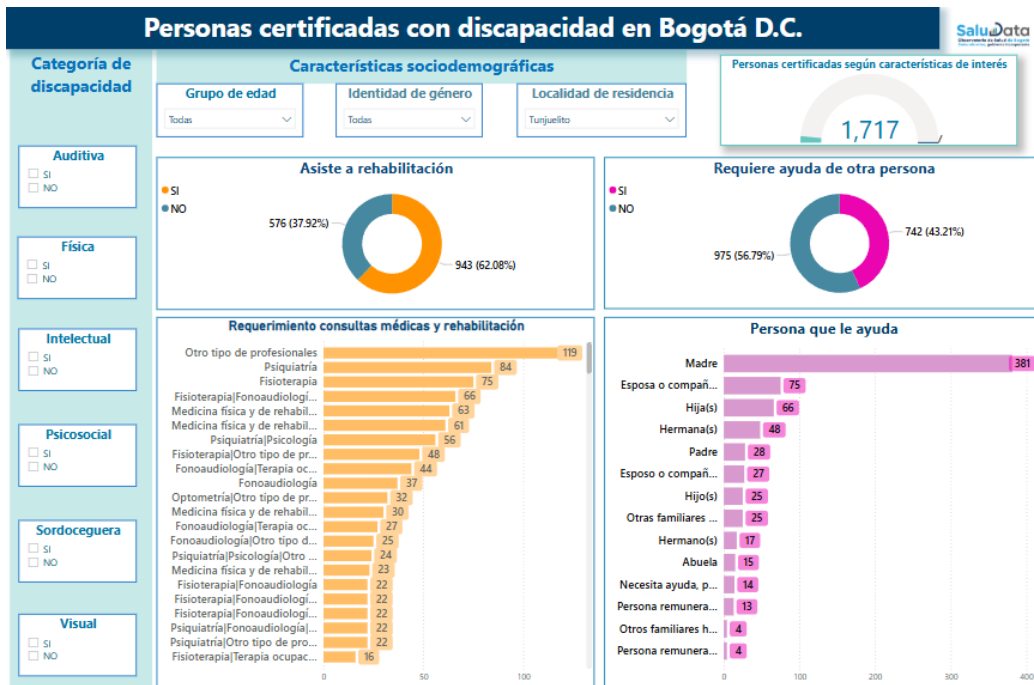 Personas certificadas con discapacidad en Bogotá D.C.
SaluData
Observatorio de Salud de Bogotá
Categoría de
discapacidad
Características sociodemográficas
Grupo de edad
Todas
Identidad de género
Todas
Localidad de residencia
Tunjuelito
Personas certificadas según características de interés
1,717
Auditiva
SI
NO
Física
SI
NO
Intelectual
SI
NO
Psicosocial
SI
NO
Sordoceguera
SI
NO
Visual
SI
NO
Asiste a rehabilitación
SI
NO
576 (37.92%)
943 (62.08%)
Requiere ayuda de otra persona
SI
NO
742 (43.21%)
975 (56.79%)
Requerimiento consultas médicas y rehabilitación
Otro tipo de profesionales 119
Psiquiatría 84
Fisioterapia 75
Fisioterapia|Fonoaudiologí... 66
Medicina física y de rehabil... 63
Medicina física y de rehabil... 61
Psiquiatría|Psicología 56
Fisioterapia|Otro tipo de pr... 48
Fonoaudiología|Terapia oc... 44
Fonoaudiología 37
Optometría|Otro tipo de pr... 32
Medicina física y de rehabil... 30
Fonoaudiología|Terapia oc... 27
Fonoaudiología|Otro tipo d... 25
Psiquiatría|Psicología|Otro ... 24
Medicina física y de rehabil... 23
Fisioterapia|Fonoaudiología 22
Fisioterapia|Fonoaudiologí... 22
Fisioterapia|Fonoaudiologí... 22
Psiquiatría|Fonoaudiología|... 22
Psiquiatría|Otro tipo de pro... 22
Fisioterapia|Terapia ocupac... 16
0 50 100
Persona que le ayuda
Madre 381
Esposa o compañ... 75
Hija(s) 66
Hermana(s) 48
Padre 28
Esposo o compañ... 27
Hijo(s) 25
Otras familiares ... 25
Hermano(s) 17
Abuela 15
Necesita ayuda, p... 14
Persona remunera... 13
Otros familiares h... 4
Persona remunera... 4
0 100 200 300 400